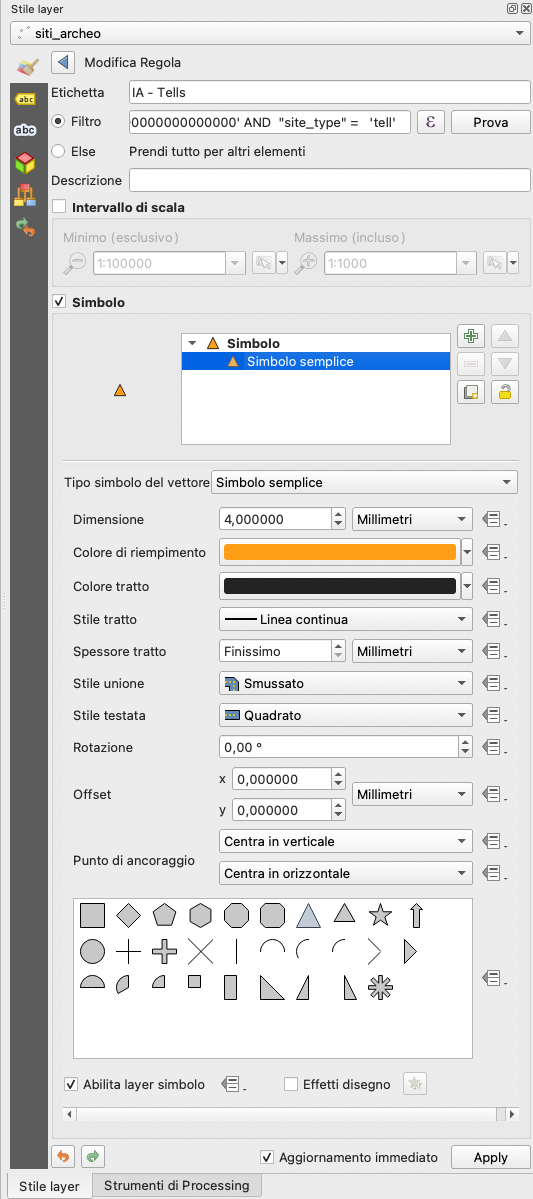 Stile layer
siti_archeo
Modifica Regola
abc
Etichetta
IA - Tells
abc
Filtro
00000000000000' AND "site_type" = 'tell'
ε
Prova
Else
Prendi tutto per altri elementi
Descrizione
Intervallo di scala
Minimo (esclusivo)
Massimo (incluso)
1:100000
1:1000
Simbolo
Simbolo
Simbolo semplice
Tipo simbolo del vettore
Simbolo semplice
Dimensione
4,000000
Millimetri
Colore di riempimento
Colore tratto
Stile tratto
Linea continua
Spessore tratto
Finissimo
Millimetri
Stile unione
Smussato
Stile testata
Quadrato
Rotazione
0,00 °
Offset
x
0,000000
y
0,000000
Millimetri
Punto di ancoraggio
Centra in verticale
Centra in orizzontale
Abilita layer simbolo
Effetti disegno
Aggiornamento immediato
Apply
Stile layer
Strumenti di Processing